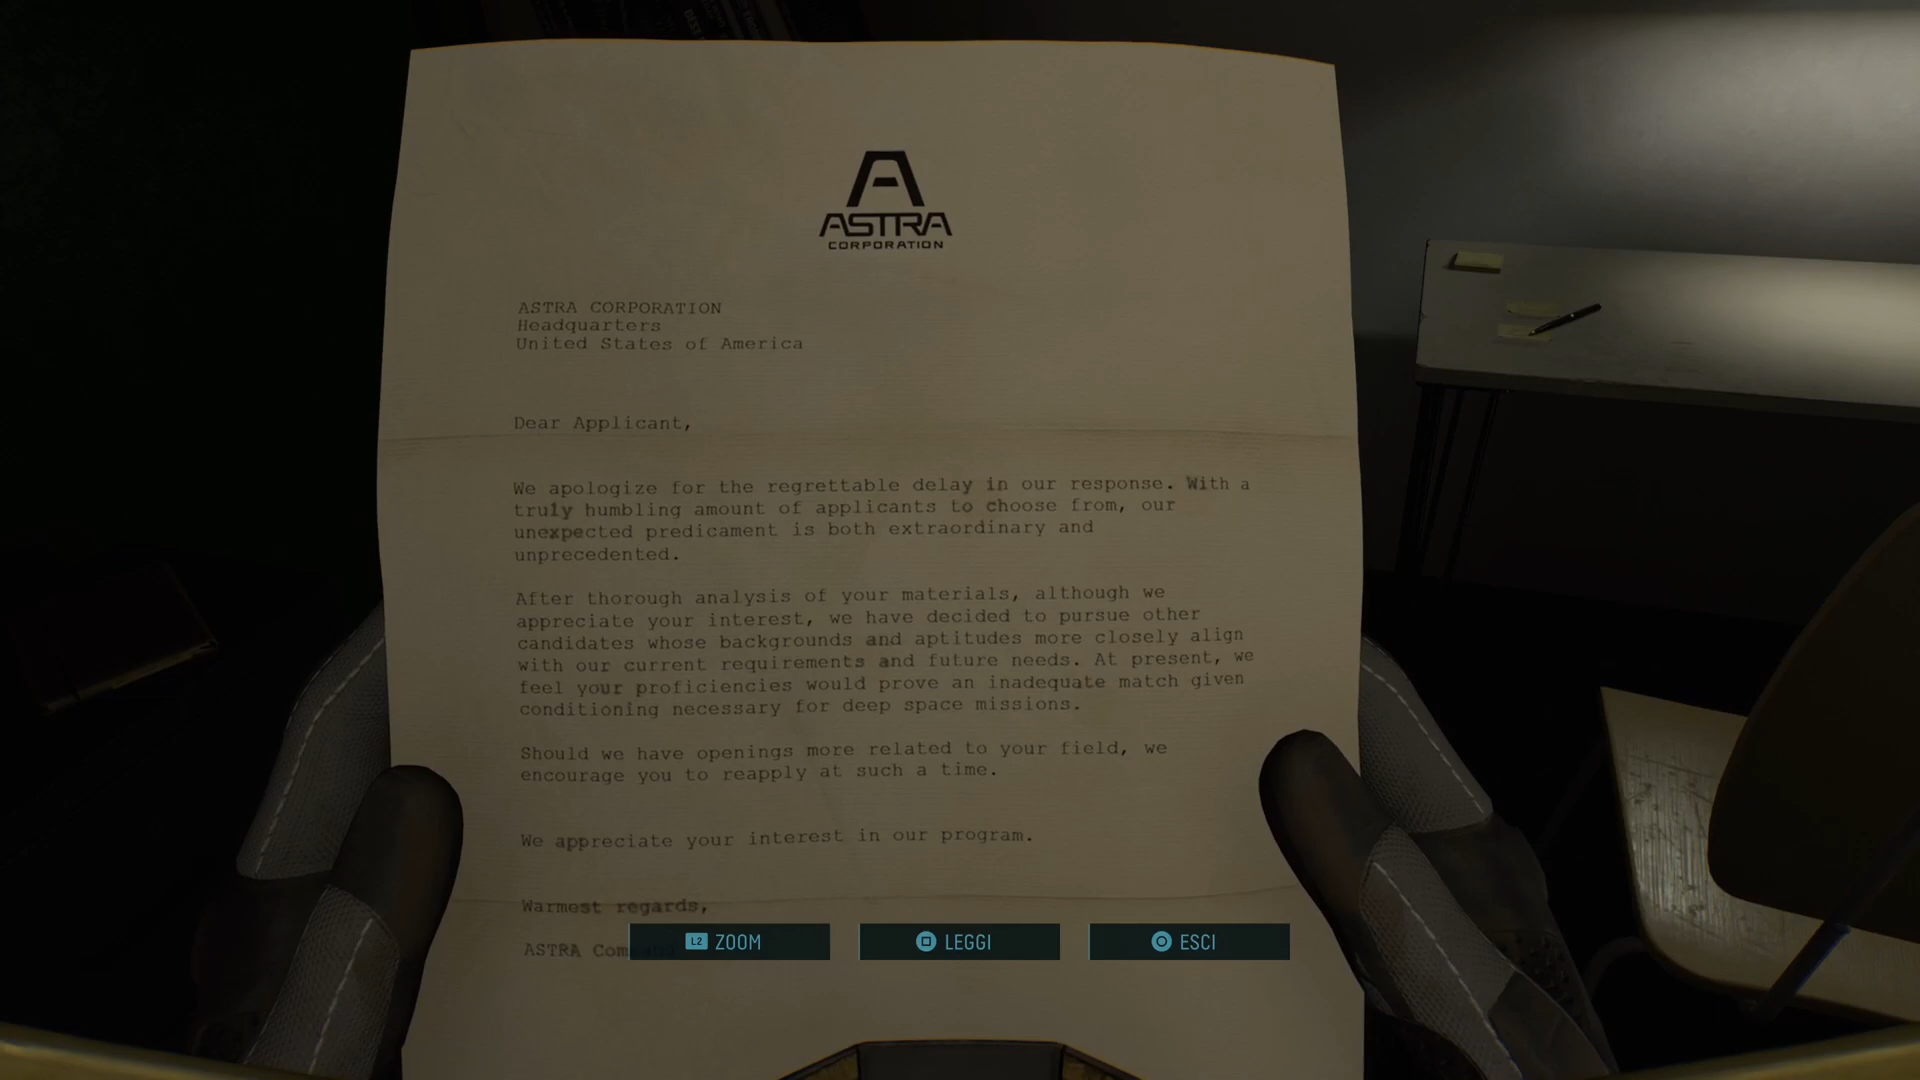 A
ASTRA
CORPORATION
ASTRA CORPORATION
Headquarters
United States of America
Dear Applicant,
We apologize for the regrettable delay in our response. With a
truly humbling amount of applicants to choose from, our
unexpected predicament is both extraordinary and
unprecedented.
After thorough analysis of your materials, although we
appreciate your interest, we have decided to pursue other
candidates whose backgrounds and aptitudes more closely align
with our current requirements and future needs. At present, we
feel your proficiencies would prove an inadequate match given
conditioning necessary for deep space missions.
Should we have openings more related to your field, we
encourage you to reapply at such a time.
We appreciate your interest in our program.
Warmest regards,
ASTRA
L2 ZOOM
LEGGI
ESCI